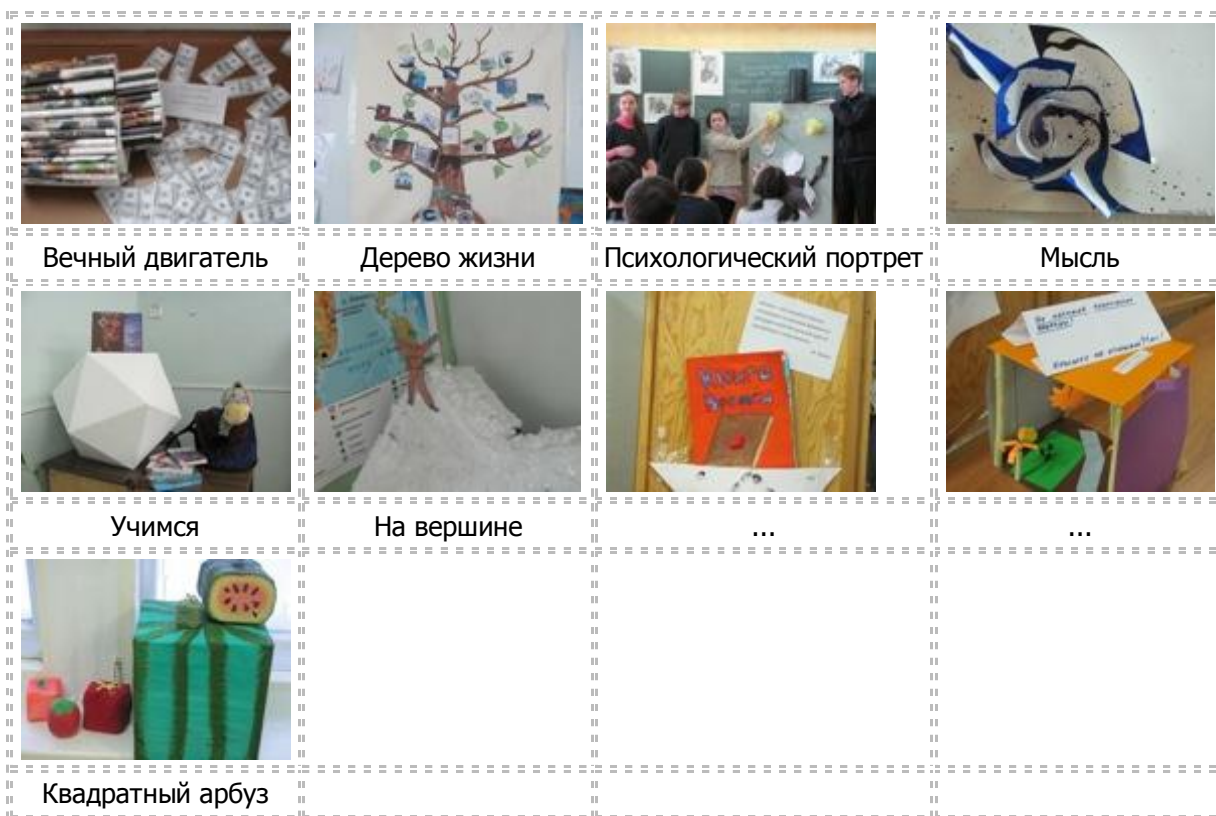 Вечный двигатель
Дерево жизни
Психологический портрет
Мысль
Учимся
На вершине
...
...
Квадратный арбуз